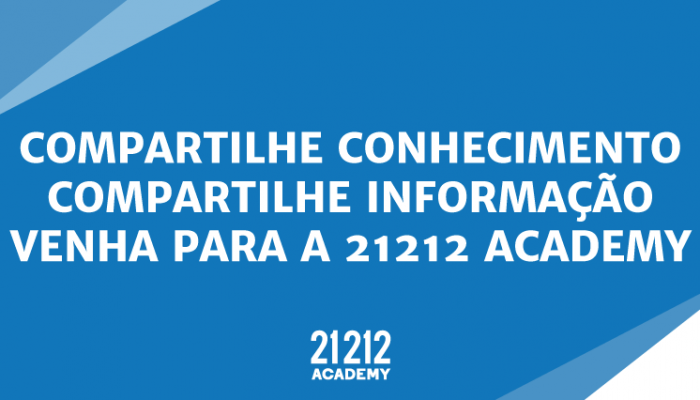 COMPARTILHE CONHECIMENTO
COMPARTILHE INFORMAÇÃO
VENHA PARA A 21212 ACADEMY
21212
ACADEMY